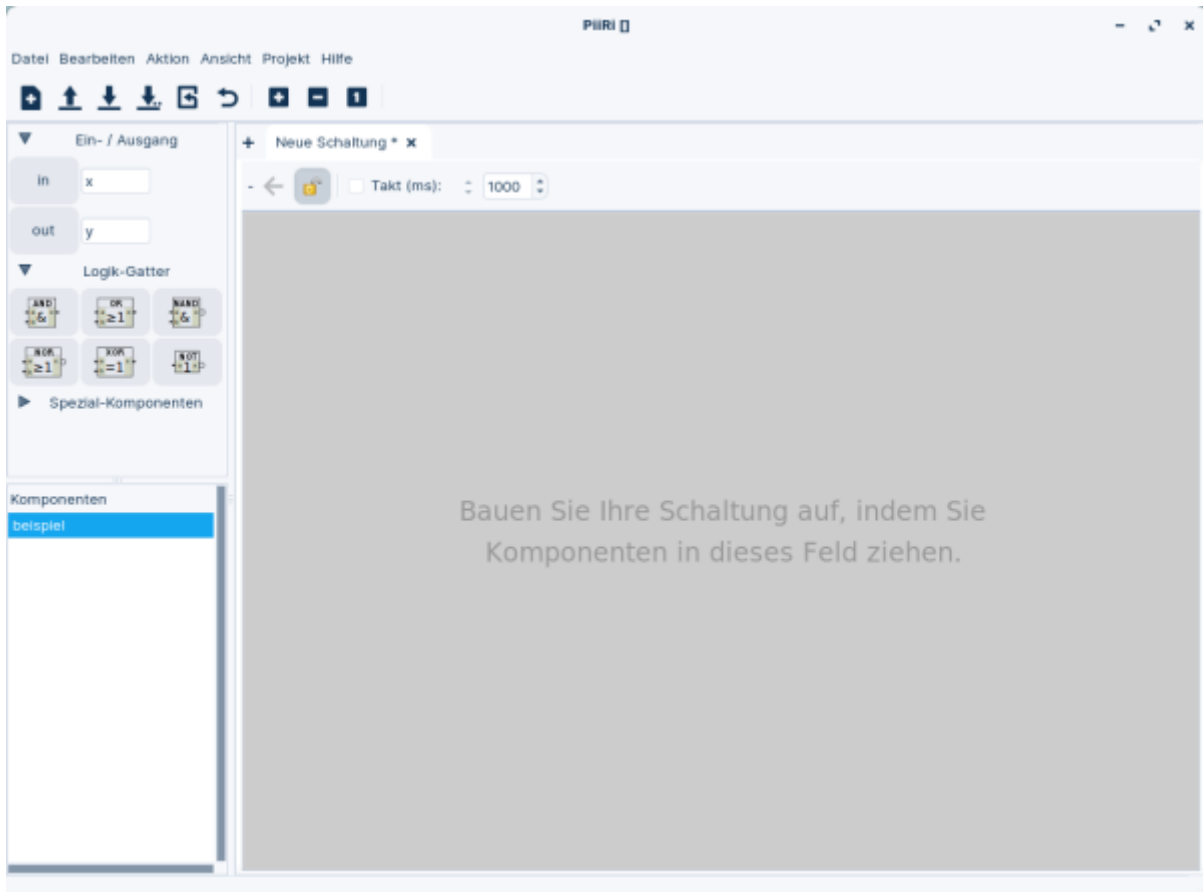 PiiRi []
Datei Bearbeiten Aktion Ansicht Projekt Hilfe
1
Ein- / Ausgang
in x
out y
Logik-Gatter
AND OR NAND
& ≥1 &
NOR XOR NOT
≥1 =1 1
Spezial-Komponenten
Komponenten
beispiel
+ Neue Schaltung *
- Takt (ms): 1000
Bauen Sie Ihre Schaltung auf, indem Sie
Komponenten in dieses Feld ziehen.